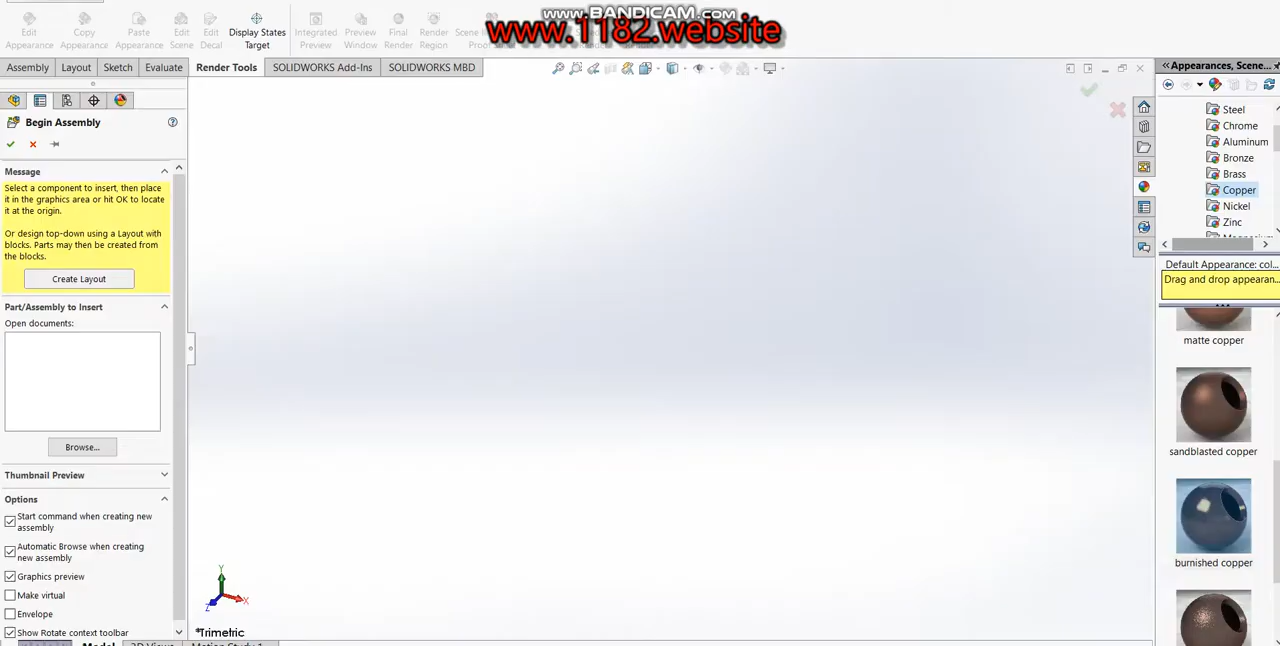 www.BANDICAM.com
www.1182.website
Edit Appearance
Copy Appearance
Paste Appearance
Edit Scene
Edit Decal
Display States Target
Integrated Preview
Preview Window
Final Render
Render Region
Assembly
Layout
Sketch
Evaluate
Render Tools
SOLIDWORKS Add-Ins
SOLIDWORKS MBD
Begin Assembly
Message
Select a component to insert, then place
it in the graphics area or hit OK to locate
it at the origin.
Or design top-down using a Layout with
blocks. Parts may then be created from
the blocks.
Create Layout
Part/Assembly to Insert
Open documents:
Browse...
Thumbnail Preview
Options
Start command when creating new
assembly
Automatic Browse when creating
new assembly
Graphics preview
Make virtual
Envelope
Show Rotate context toolbar
Y
X
Z
*Trimetric
Model
3D Views
Motion Study 1
Appearances, Scene...
Steel
Chrome
Aluminum
Bronze
Brass
Copper
Nickel
Zinc
Default Appearance: col...
Drag and drop appearan...
matte copper
sandblasted copper
burnished copper